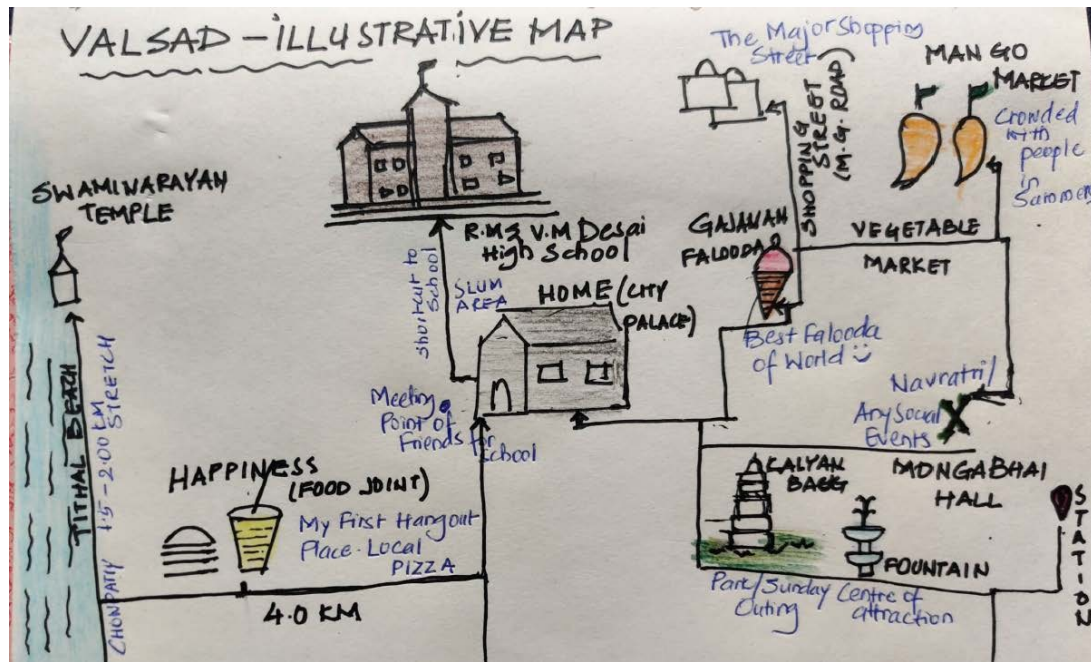 VALSAD - ILLUSTRATIVE MAP
The Major Shopping
Street
SHOPPING
STREET
(M.G. ROAD)
MANGO
MARKET
Crowded
with
people
in
Summers
SWAMINARAYAN
TEMPLE
R.M & V.M Desai
High School
GAJANAN
FALOODA
VEGETABLE
MARKET
Shortcut to
School
SLUM
AREA
HOME (CITY
PALACE)
Best Falooda
of World
Navratri/
Any Social
Events
Meeting
Point of
Friends for
School
TITHAL BEACH
CHONPATIY 1.5 - 2.00 KM
STRETCH
HAPPINESS
(FOOD JOINT)
My First Hangout
Place - Local
PIZZA
KALYAN
BAGG
MONGABHAI
HALL
STATION
FOUNTAIN
Park/Sunday
Outing
Centre of
attraction
4.0 KM